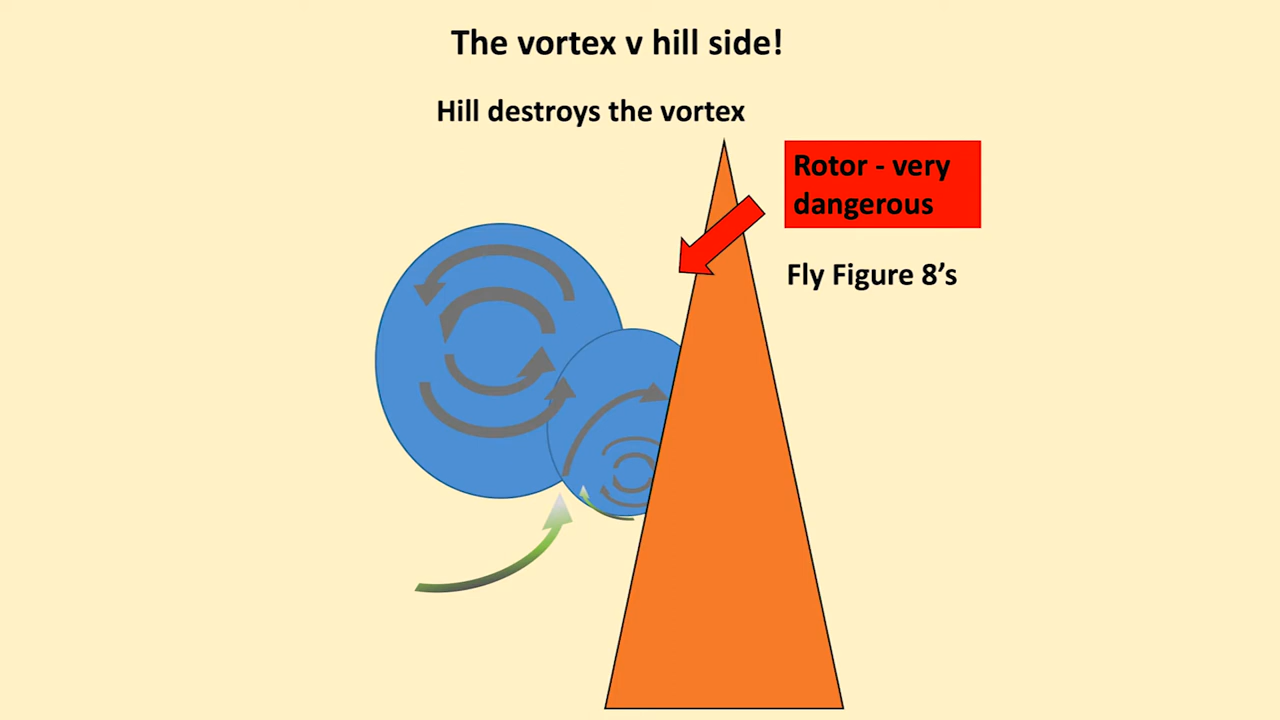 The vortex v hill side!
Hill destroys the vortex
Rotor - very
dangerous
Fly Figure 8’s